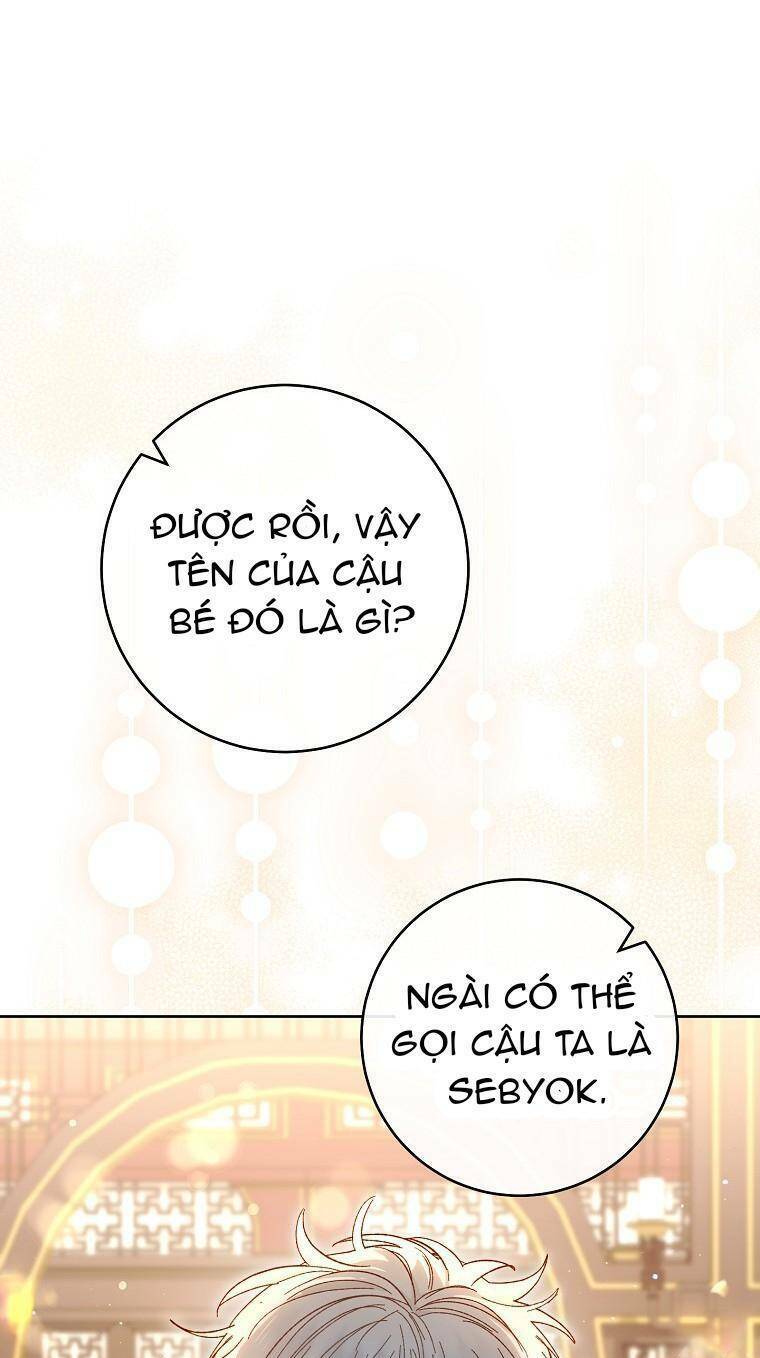 ĐƯỢC RỒI, VẬY
TÊN CỦA CẬU
BÉ ĐÓ LÀ GÌ?
NGÀI CÓ THỂ
GỌI CẬU TA LÀ
SEBYOK.